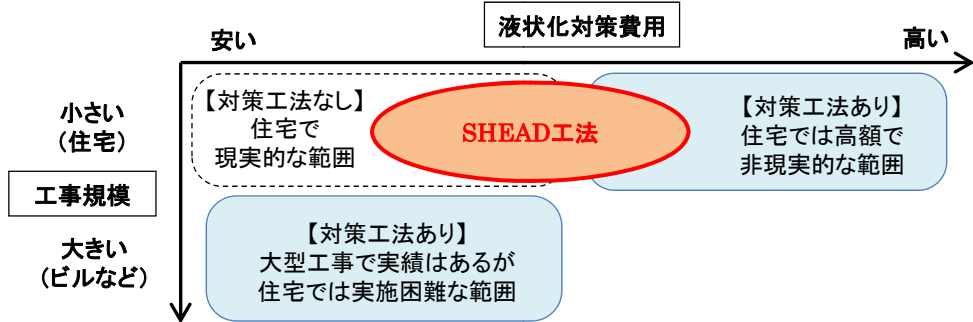 液状化対策費用
安い
高い
小さい
（住宅）
【対策工法なし】
住宅で
現実的な範囲
SHEAD工法
【対策工法あり】
住宅では高額で
非現実的な範囲
工事規模
大きい
（ビルなど）
【対策工法あり】
大型工事で実績はあるが
住宅では実施困難な範囲